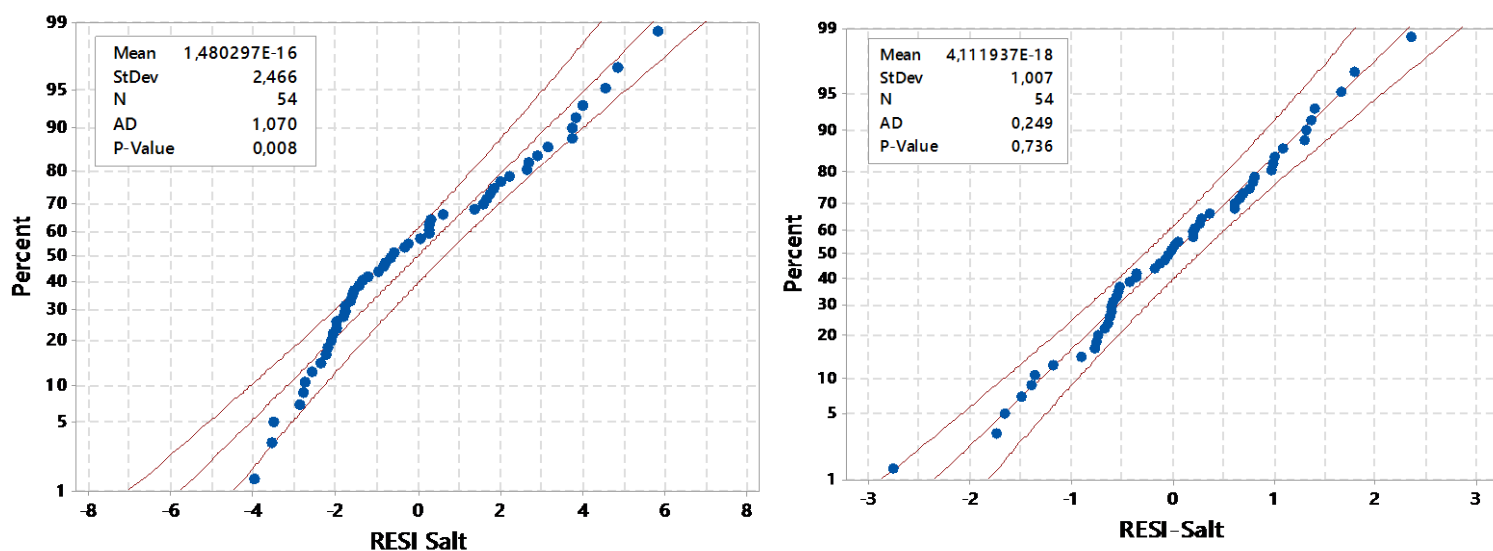 99
95
90
80
70
60
50
40
30
20
10
5
1
Percent
Mean 1,480297E-16
StDev 2,466
N 54
AD 1,070
P-Value 0,008
-8 -6 -4 -2 0 2 4 6 8
RESI Salt
99
95
90
80
70
60
50
40
30
20
10
5
1
Percent
Mean 4,111937E-18
StDev 1,007
N 54
AD 0,249
P-Value 0,736
-3 -2 -1 0 1 2 3
RESI-Salt